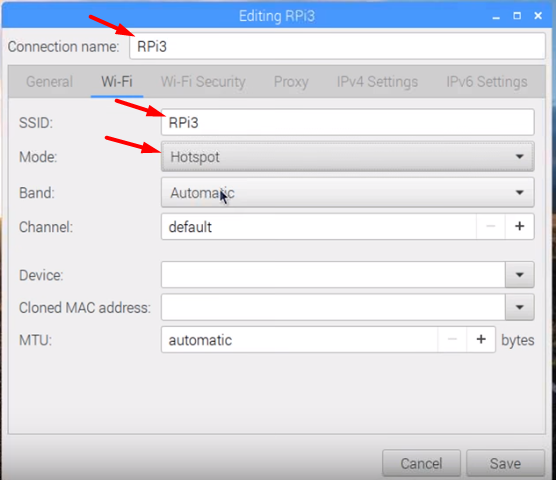 Editing RPi3
Connection name: RPi3
General Wi-Fi Wi-Fi Security Proxy IPv4 Settings IPv6 Settings
SSID: RPi3
Mode: Hotspot
Band: Automatic
Channel: default
Device:
Cloned MAC address:
MTU: automatic bytes
Cancel Save